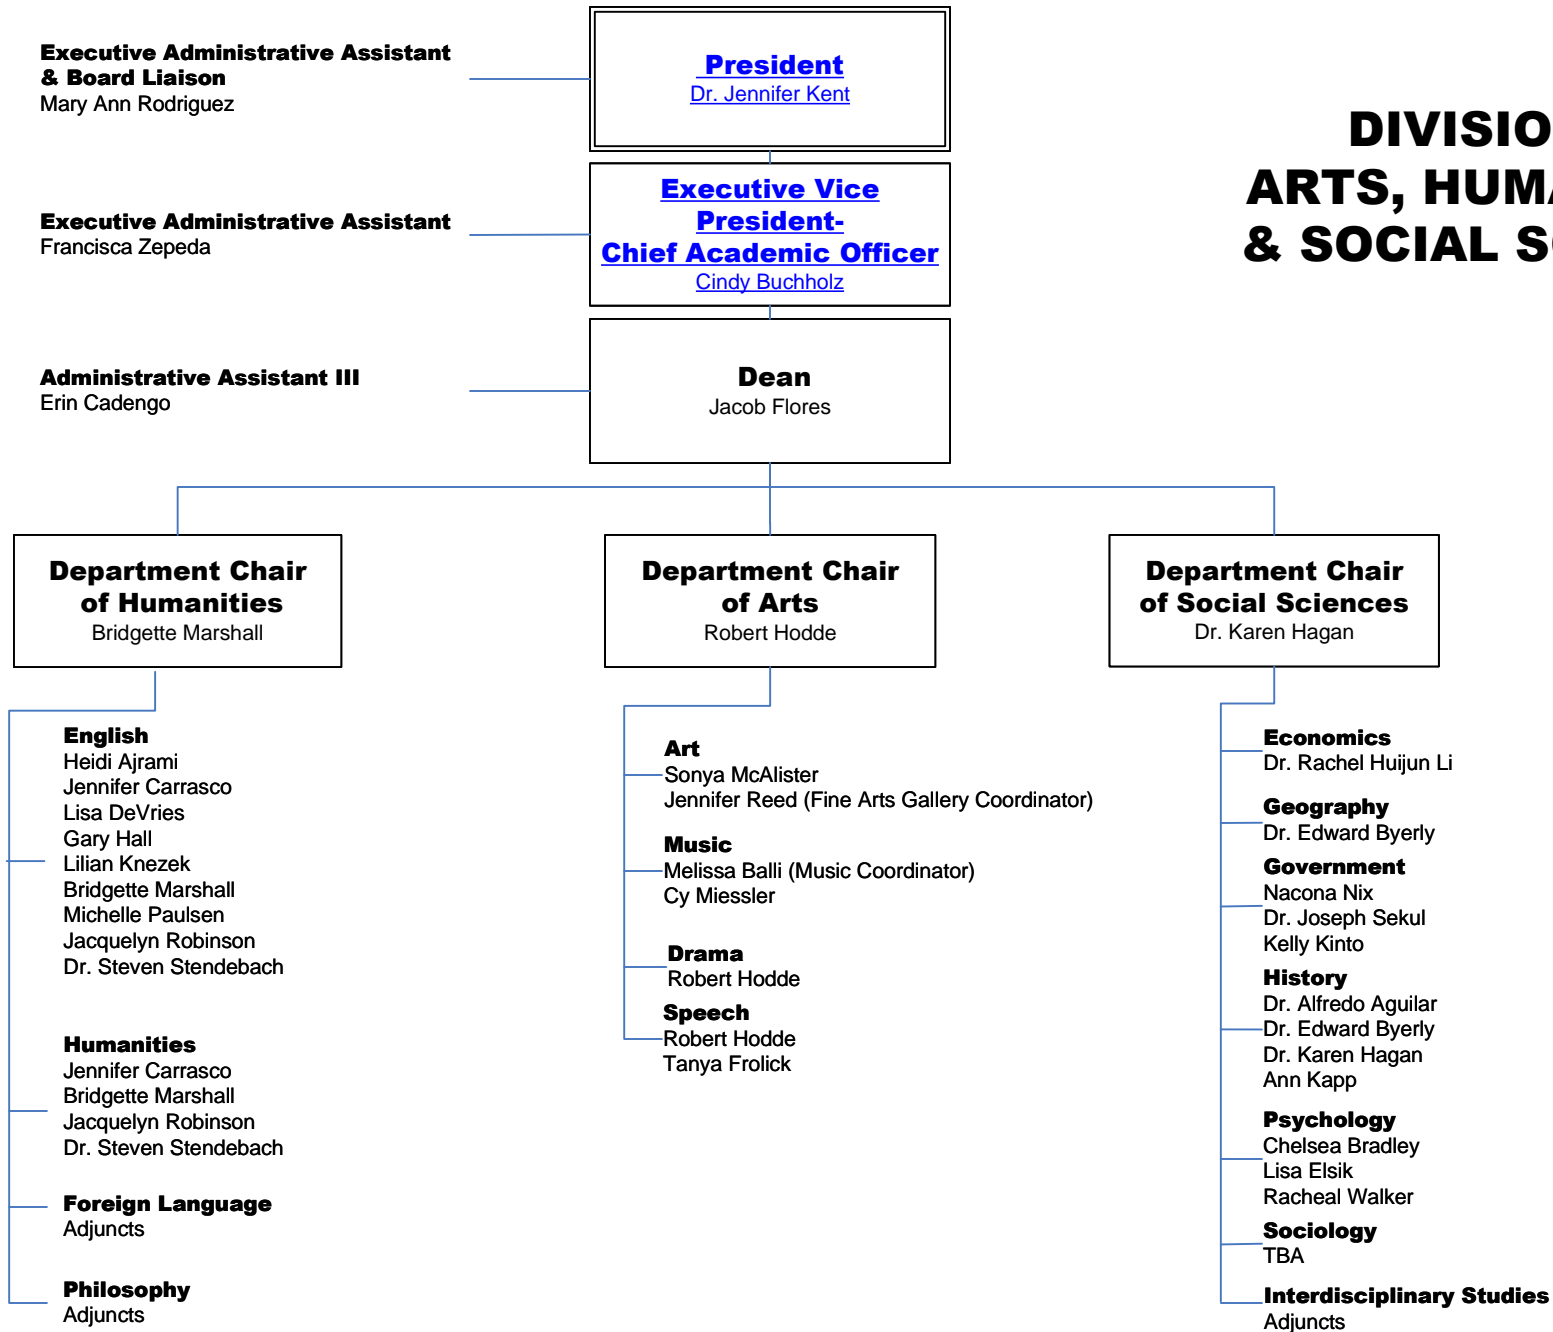 Executive Administrative Assistant
& Board Liaison
Mary Ann Rodriguez
President
Dr. Jennifer Kent
DIVISIO
ARTS, HUMA
& SOCIAL S
Executive Administrative Assistant
Francisca Zepeda
Executive Vice
President-
Chief Academic Officer
Cindy Buchholz
Administrative Assistant III
Erin Cadengo
Dean
Jacob Flores
Department Chair
of Humanities
Bridgette Marshall
Department Chair
of Arts
Robert Hodde
Department Chair
of Social Sciences
Dr. Karen Hagan
English
Heidi Ajrami
Jennifer Carrasco
Lisa DeVries
Gary Hall
Lilian Knezek
Bridgette Marshall
Michelle Paulsen
Jacquelyn Robinson
Dr. Steven Stendebach
Humanities
Jennifer Carrasco
Bridgette Marshall
Jacquelyn Robinson
Dr. Steven Stendebach
Foreign Language
Adjuncts
Philosophy
Adjuncts
Art
Sonya McAlister
Jennifer Reed (Fine Arts Gallery Coordinator)
Music
Melissa Balli (Music Coordinator)
Cy Miessler
Drama
Robert Hodde
Speech
Robert Hodde
Tanya Frolick
Economics
Dr. Rachel Huijun Li
Geography
Dr. Edward Byerly
Government
Nacona Nix
Dr. Joseph Sekul
Kelly Kinto
History
Dr. Alfredo Aguilar
Dr. Edward Byerly
Dr. Karen Hagan
Ann Kapp
Psychology
Chelsea Bradley
Lisa Elsik
Racheal Walker
Sociology
TBA
Interdisciplinary Studies
Adjuncts